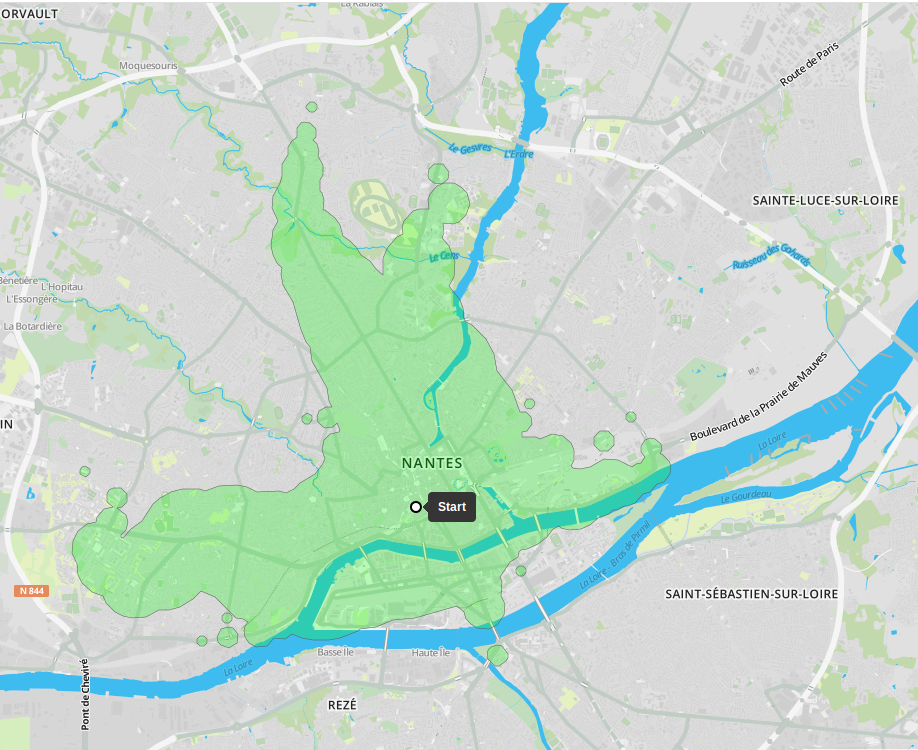 La Rablais
ORVAULT
Moquesouris
Route de Paris
Le Gesvres
L'Erdre
SAINTE-LUCE-SUR-LOIRE
Le Cens
Ruisseau des Gohards
Bénetière
L'Hopitau
L'Essongère
La Botardière
Boulevard de la Prairie de Mauves
IN
La Loire
NANTES
Le Gourdeau
Start
La Loire - Bras de Pirmil
N 844
SAINT-SÉBASTIEN-SUR-LOIRE
Basse Île
Haute Île
La Loire
Pont de Cheviré
REZÉ